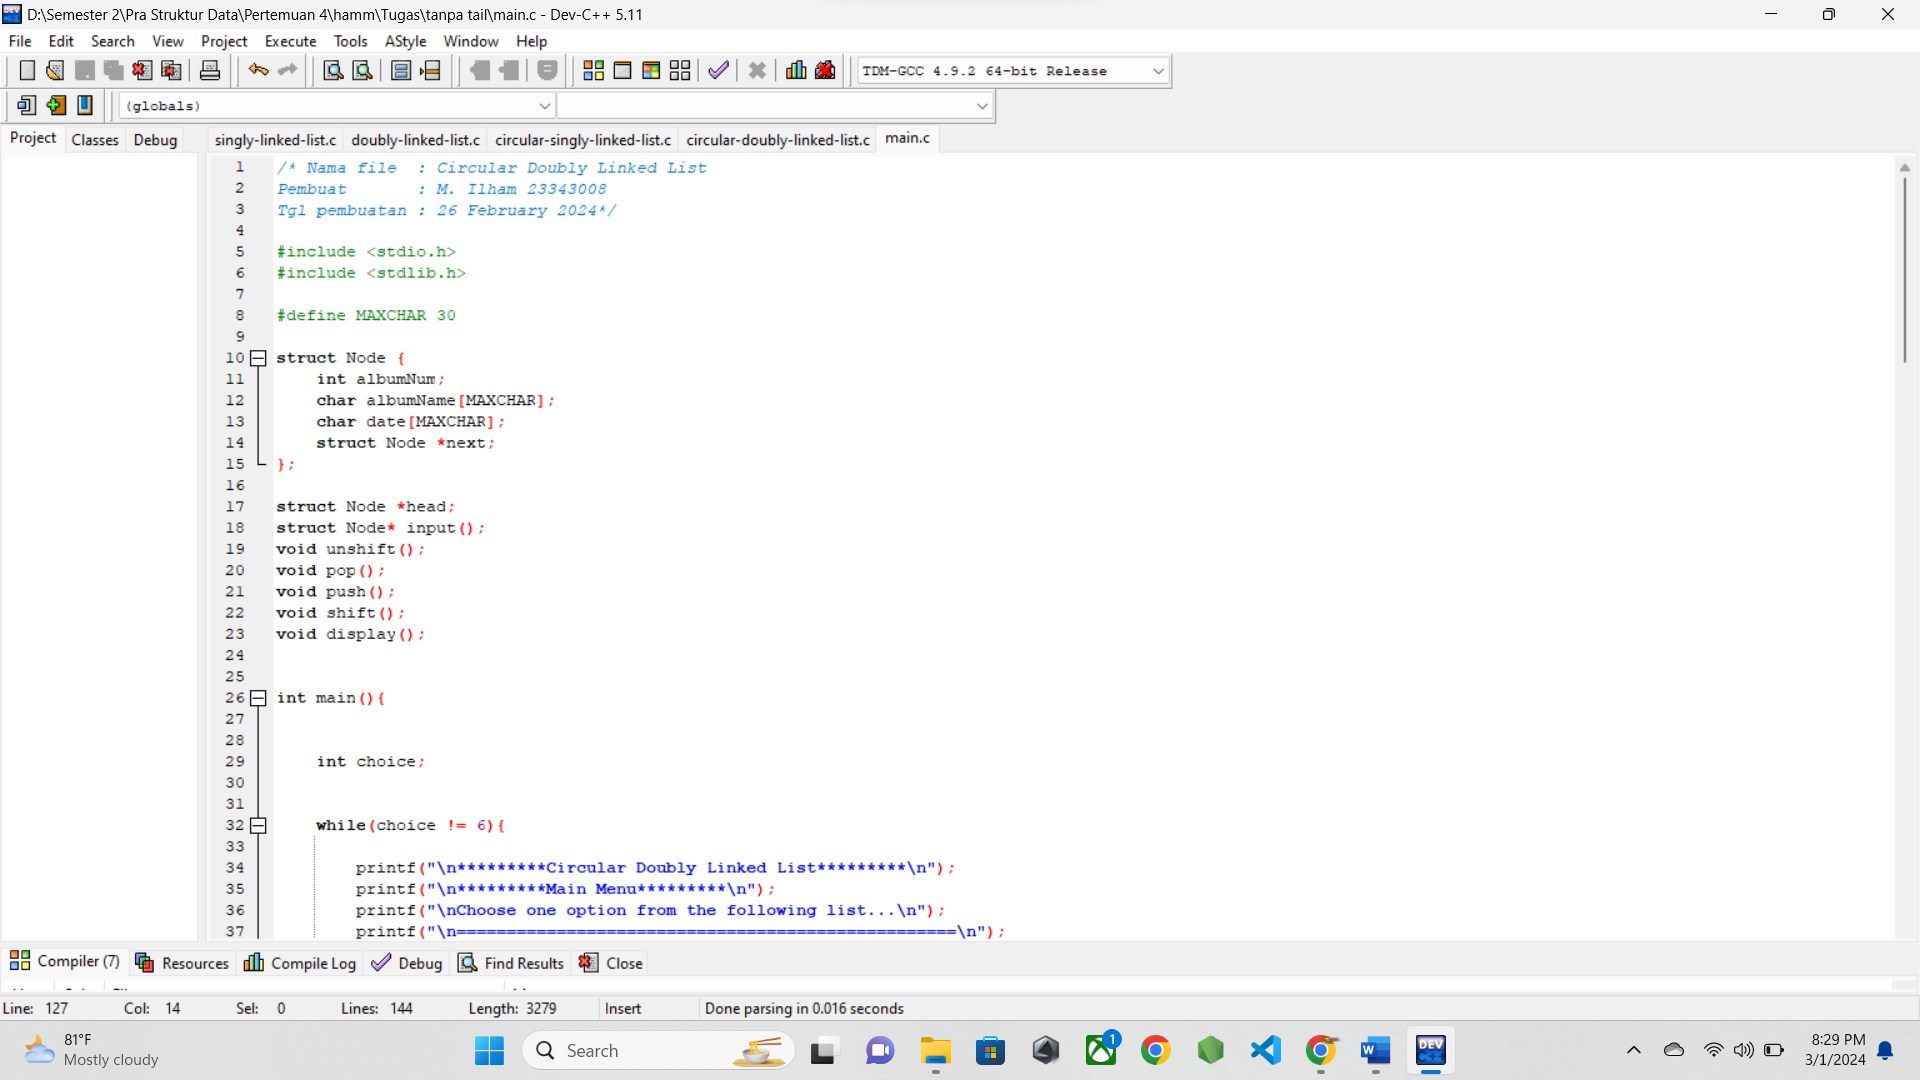 D:\Semester 2\Pra Struktur Data\Pertemuan 4\hamm\Tugas\tanpa tail\main.c - Dev-C++ 5.11
File Edit Search View Project Execute Tools AStyle Window Help
TDM-GCC 4.9.2 64-bit Release
(globals)
Project Classes Debug singly-linked-list.c doubly-linked-list.c circular-singly-linked-list.c circular-doubly-linked-list.c main.c
1 /* Nama file : Circular Doubly Linked List
2 Pembuat : M. Ilham 23343008
3 Tgl pembuatan : 26 February 2024*/
4
5 #include <stdio.h>
6 #include <stdlib.h>
7
8 #define MAXCHAR 30
9
10 struct Node {
11 int albumNum;
12 char albumName[MAXCHAR];
13 char date[MAXCHAR];
14 struct Node *next;
15 };
16
17 struct Node *head;
18 struct Node* input();
19 void unshift();
20 void pop();
21 void push();
22 void shift();
23 void display();
24
25
26 int main(){
27
28
29 int choice;
30
31
32 while(choice != 6){
33
34 printf("\n*********Circular Doubly Linked List*********\n");
35 printf("\n*********Main Menu*********\n");
36 printf("\nChoose one option from the following list...\n");
37 printf("\n==================================================\n");
Compiler (7) Resources Compile Log Debug Find Results Close
Line: 127 Col: 14 Sel: 0 Lines: 144 Length: 3279 Insert Done parsing in 0.016 seconds
81°F
Mostly cloudy
Search
1
DEV
C++
8:29 PM
3/1/2024